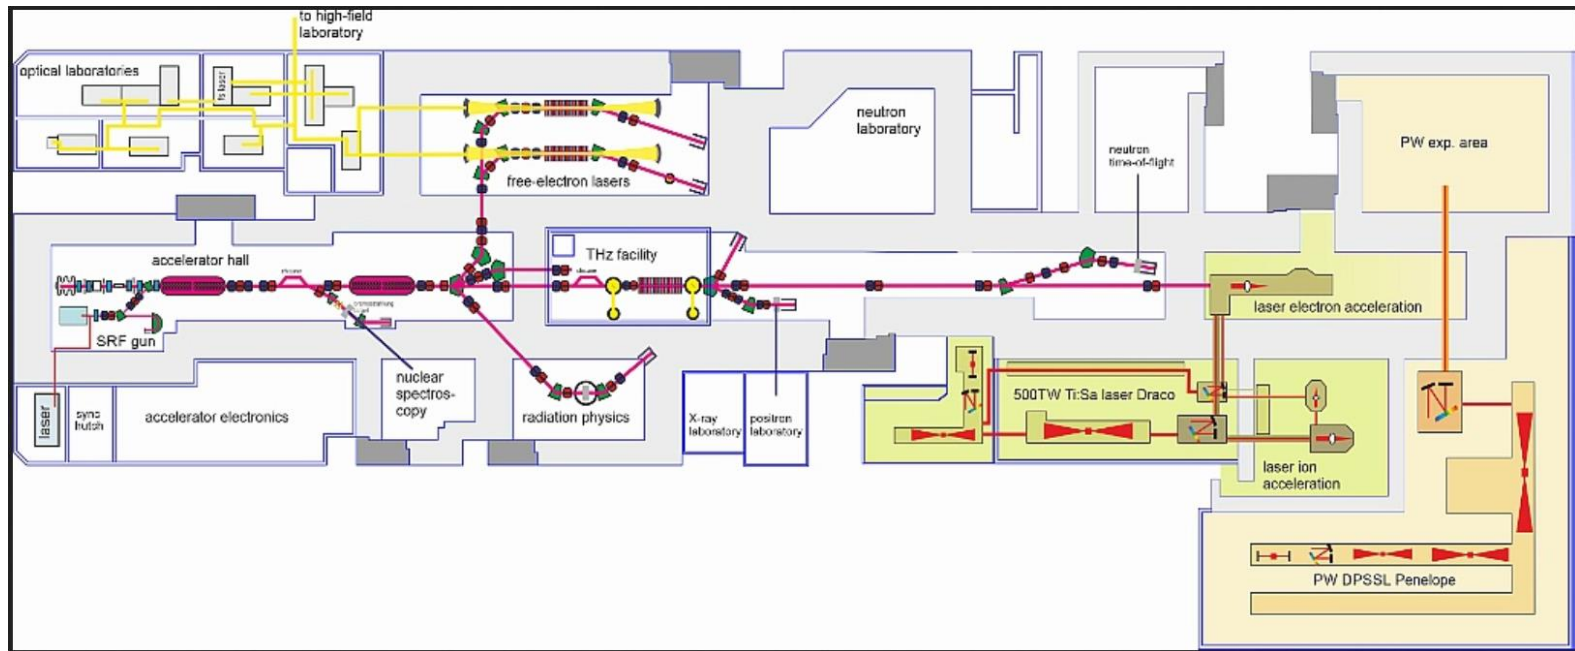 to high-field
laboratory
optical laboratories
fs laser
neutron
laboratory
PW exp. area
neutron
time-of-flight
free-electron lasers
accelerator hall
THz facility
chicane
laser electron acceleration
SRF gun
nuclear
spectros-
copy
500TW Ti:Sa laser Draco
laser
sync
hutch
accelerator electronics
radiation physics
X-ray
laboratory
positron
laboratory
laser ion
acceleration
PW DPSSL Penelope